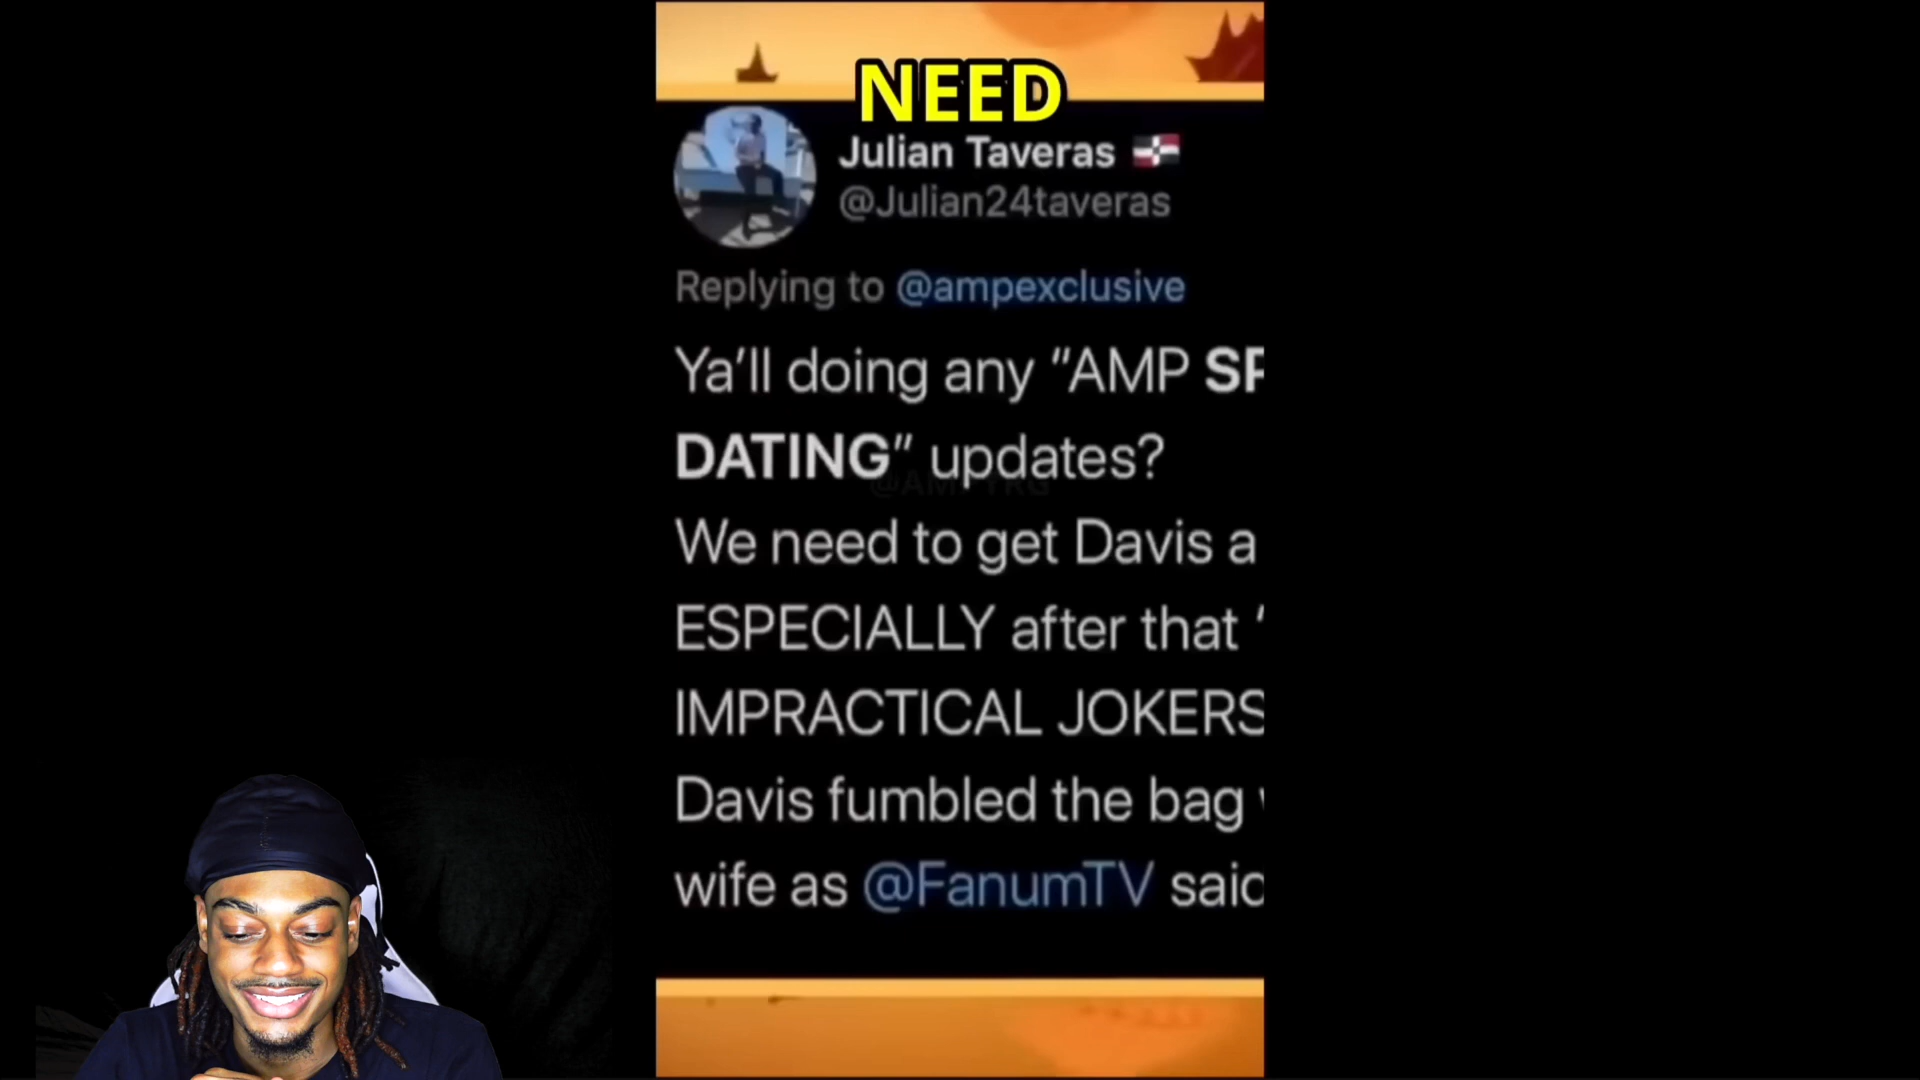 NEED
Julian Taveras
@Julian24taveras
Replying to @ampexclusive
Ya'll doing any "AMP SP
DATING" updates?
We need to get Davis a
ESPECIALLY after that "
IMPRACTICAL JOKERS
Davis fumbled the bag
wife as @FanumTV said